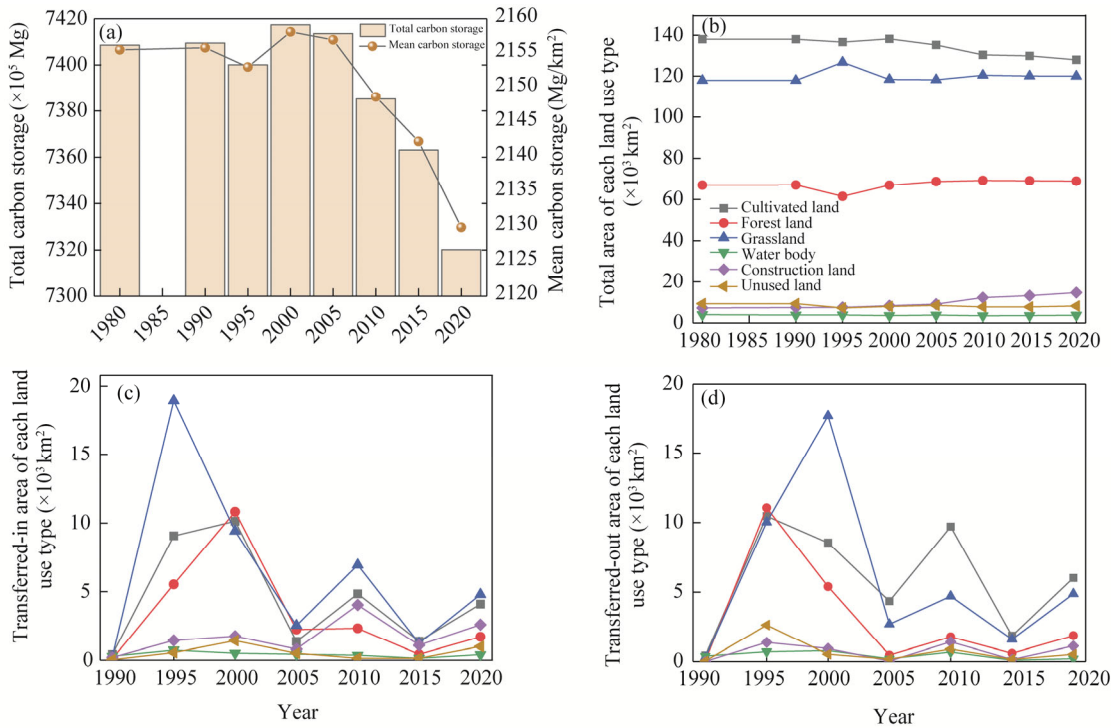 (a)
Total carbon storage
Mean carbon storage
Total carbon storage (×10⁵ Mg)
7420
7400
7380
7360
7340
7320
7300
Mean carbon storage (Mg/km²)
2160
2155
2150
2145
2140
2135
2130
2125
2120
1980
1985
1990
1995
2000
2005
2010
2015
2020
(b)
Total area of each land use type
(×10³ km²)
140
120
100
80
60
40
20
0
Cultivated land
Forest land
Grassland
Water body
Construction land
Unused land
1980 1985 1990 1995 2000 2005 2010 2015 2020
(c)
Transferred-in area of each land
use type (×10³ km²)
20
15
10
5
0
1990 1995 2000 2005 2010 2015 2020
Year
(d)
Transferred-out area of each land
use type (×10³ km²)
20
15
10
5
0
1990 1995 2000 2005 2010 2015 2020
Year